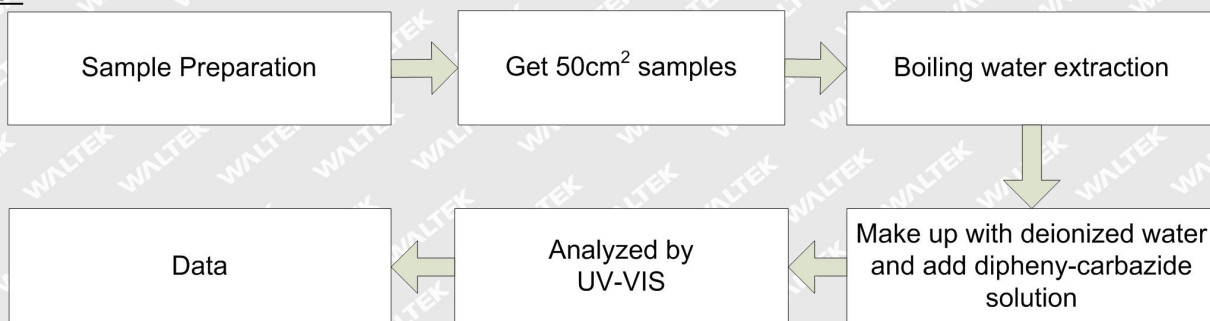 Sample Preparation
Get 50cm² samples
Boiling water extraction
Make up with deionized water
and add dipheny-carbazide
solution
Analyzed by
UV-VIS
Data
WALTEK